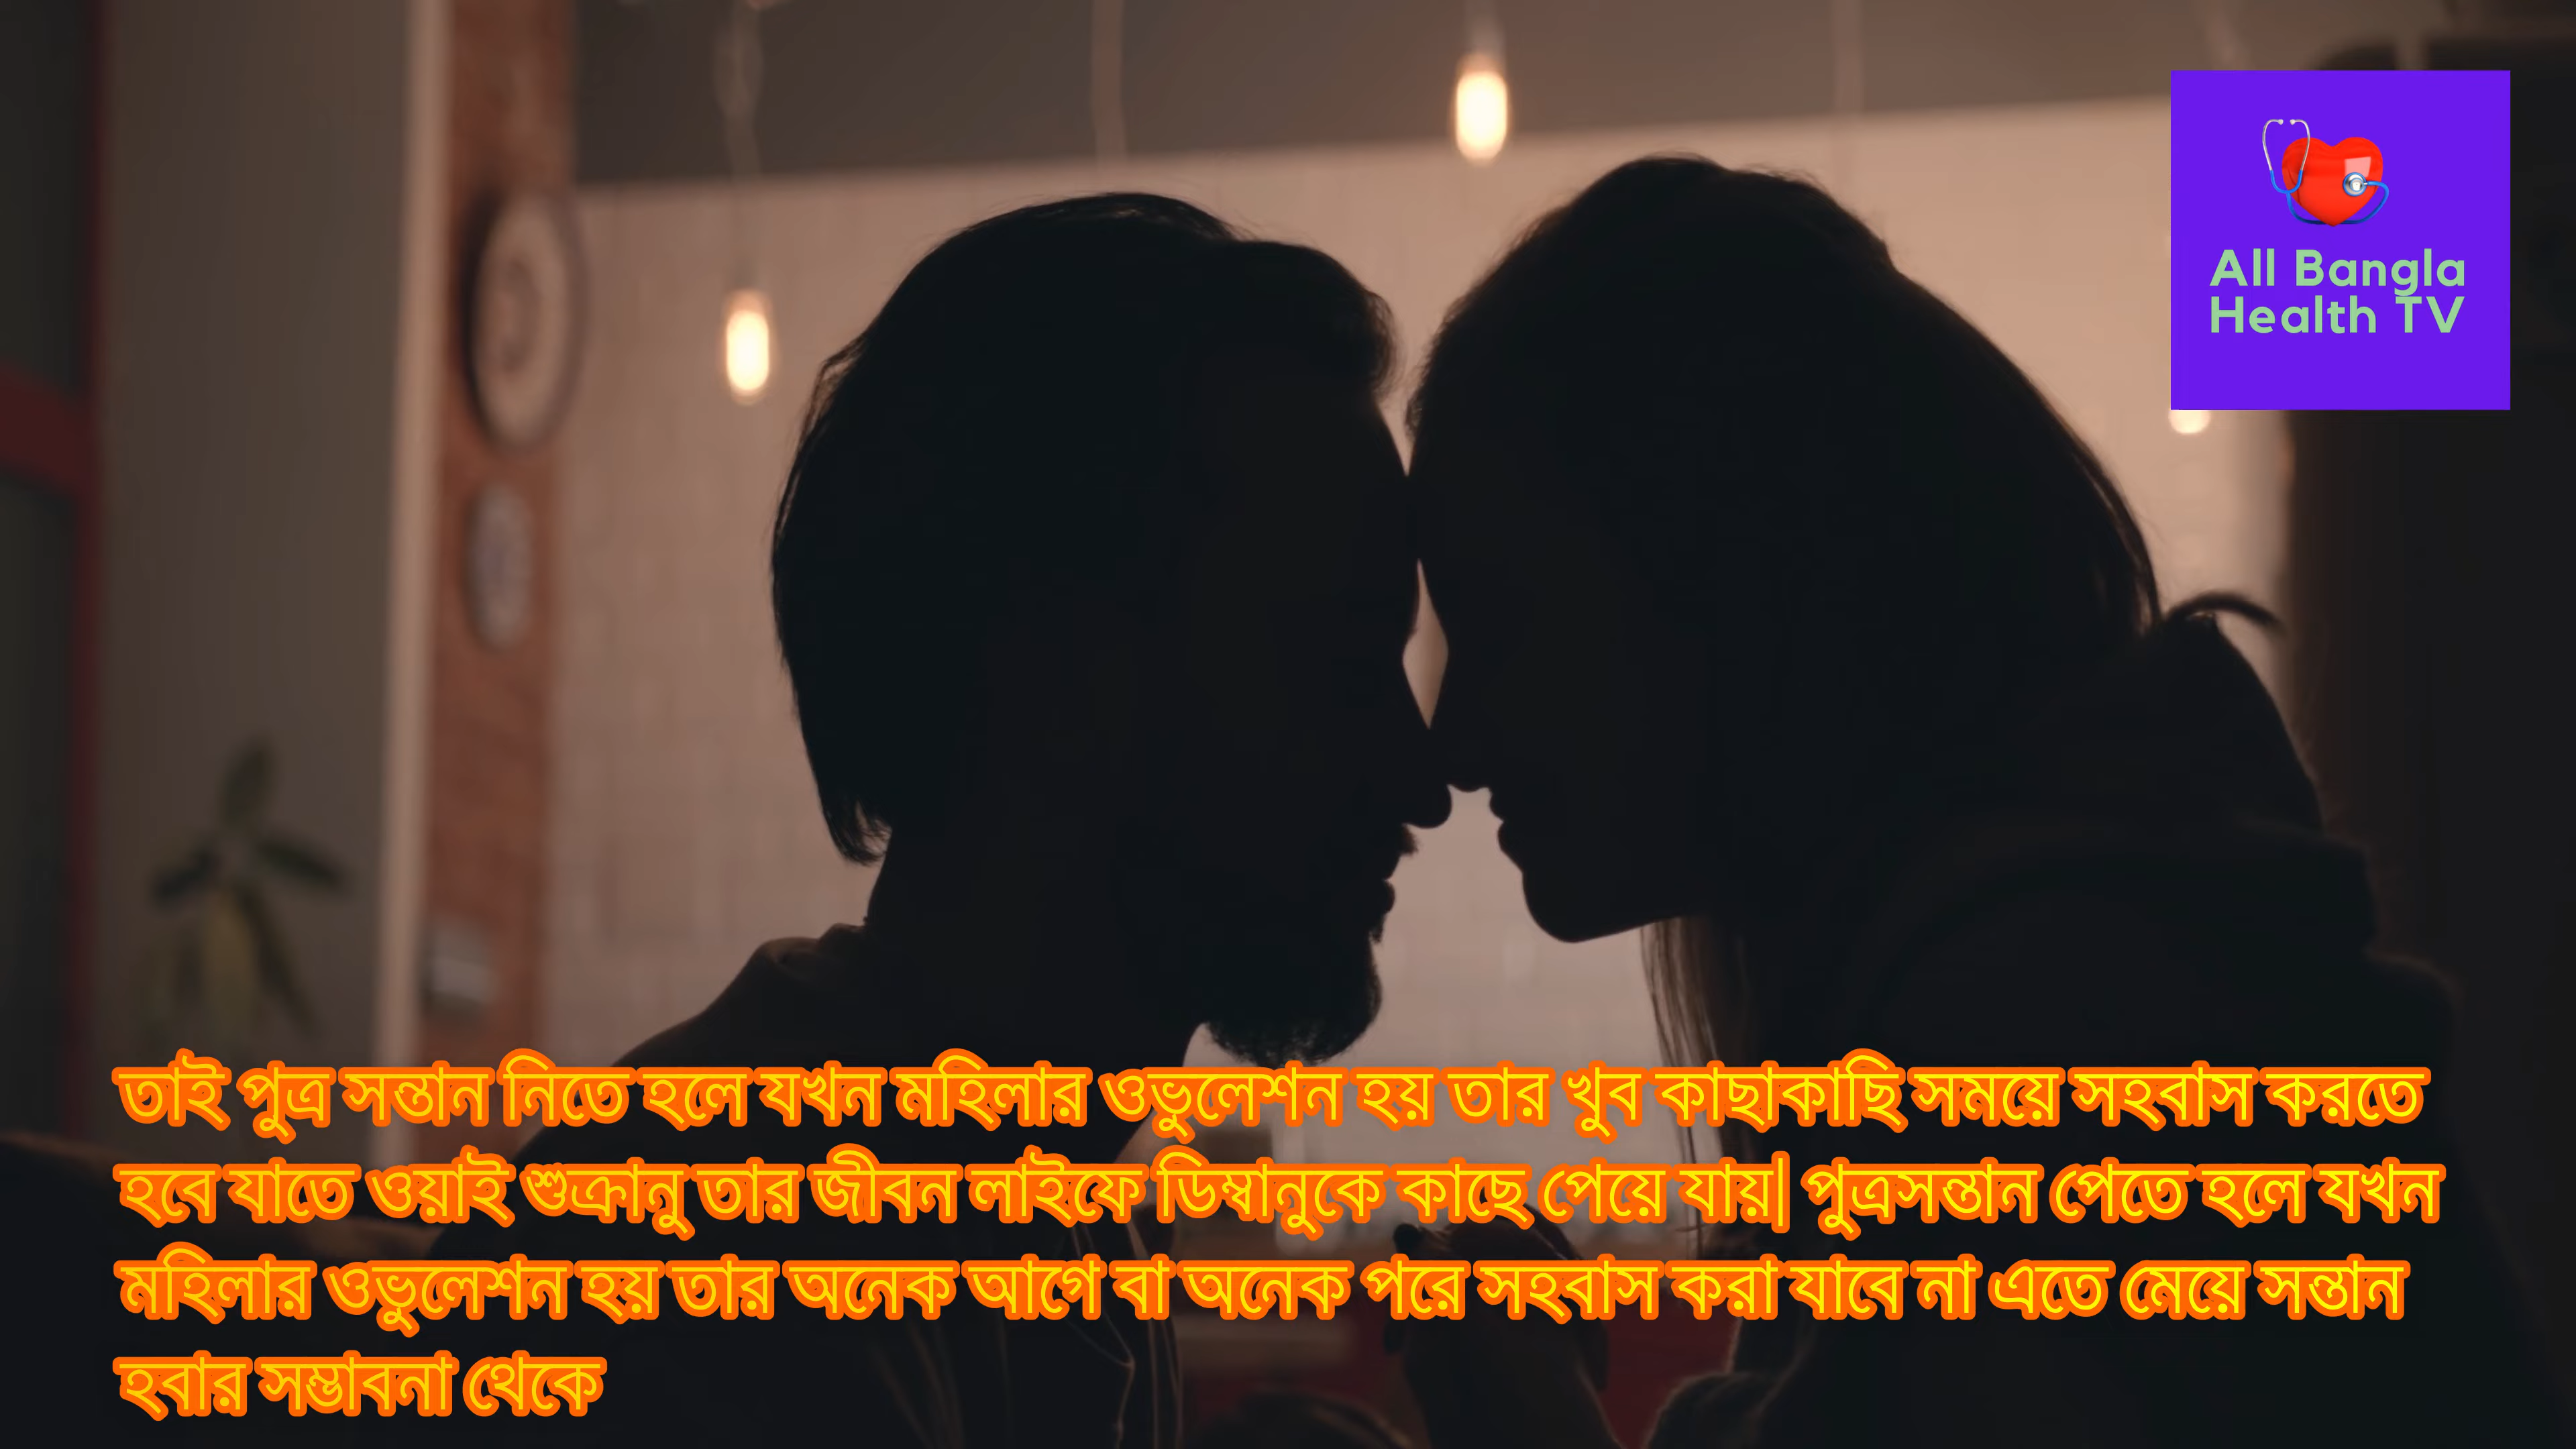 All Bangla
Health TV
তাই পুত্র সন্তান নিতে হলে যখন মহিলার ওভুলেশন হয় তার খুব কাছাকাছি সময়ে সহবাস করতে
হবে যাতে ওয়াই শুক্রানু তার জীবন লাইফে ডিম্বানুকে কাছে পেয়ে যায়| পুত্রসন্তান পেতে হলে যখন
মহিলার ওভুলেশন হয় তার অনেক আগে বা অনেক পরে সহবাস করা যাবে না এতে মেয়ে সন্তান
হবার সম্ভাবনা থেকে